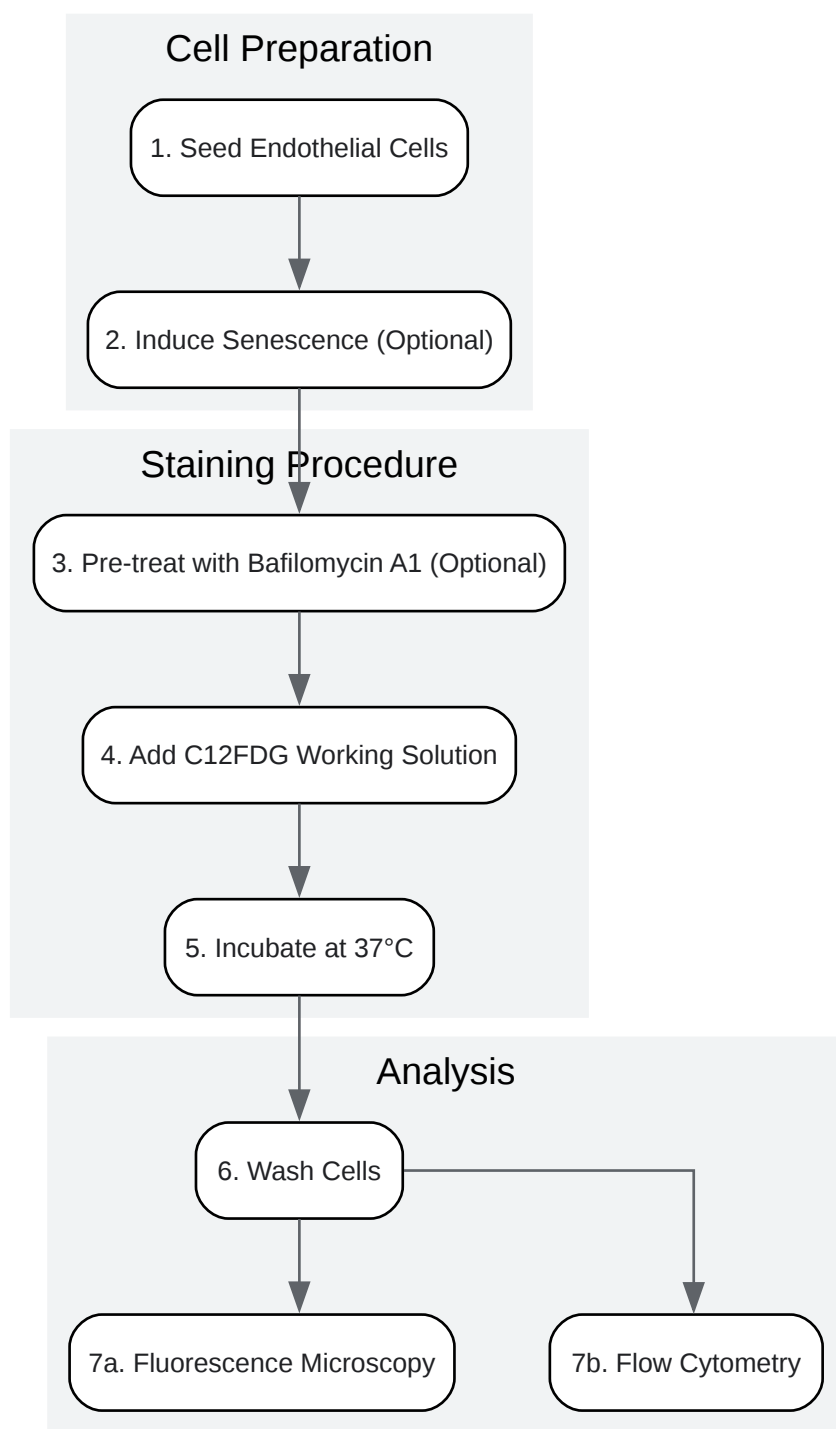 Cell Preparation
1. Seed Endothelial Cells
2. Induce Senescence (Optional)
Staining Procedure
3. Pre-treat with Bafilomycin A1 (Optional)
4. Add C12FDG Working Solution
5. Incubate at 37°C
Analysis
6. Wash Cells
7a. Fluorescence Microscopy
7b. Flow Cytometry